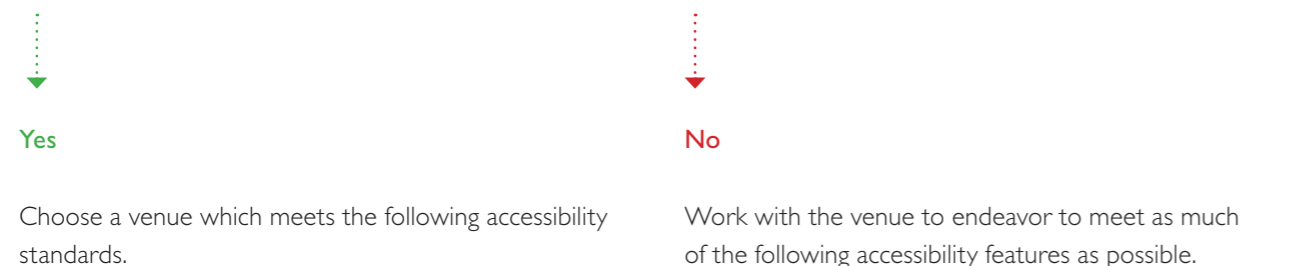 Yes
Choose a venue which meets the following accessibility
standards.
No
Work with the venue to endeavor to meet as much
of the following accessibility features as possible.